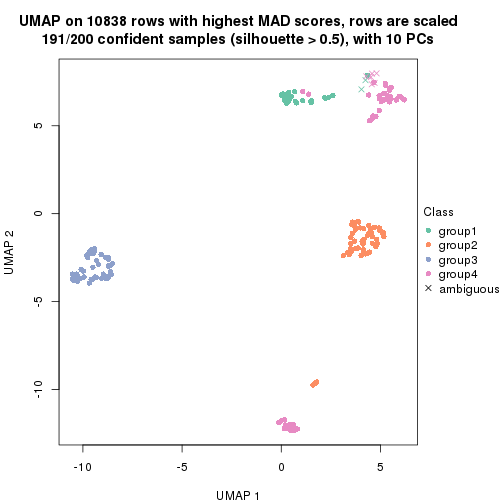 UMAP on 10838 rows with highest MAD scores, rows are scaled
191/200 confident samples (silhouette > 0.5), with 10 PCs
5
0
-5
-10
UMAP 2
-10
-5
0
5
UMAP 1
Class
group1
group2
group3
group4
ambiguous